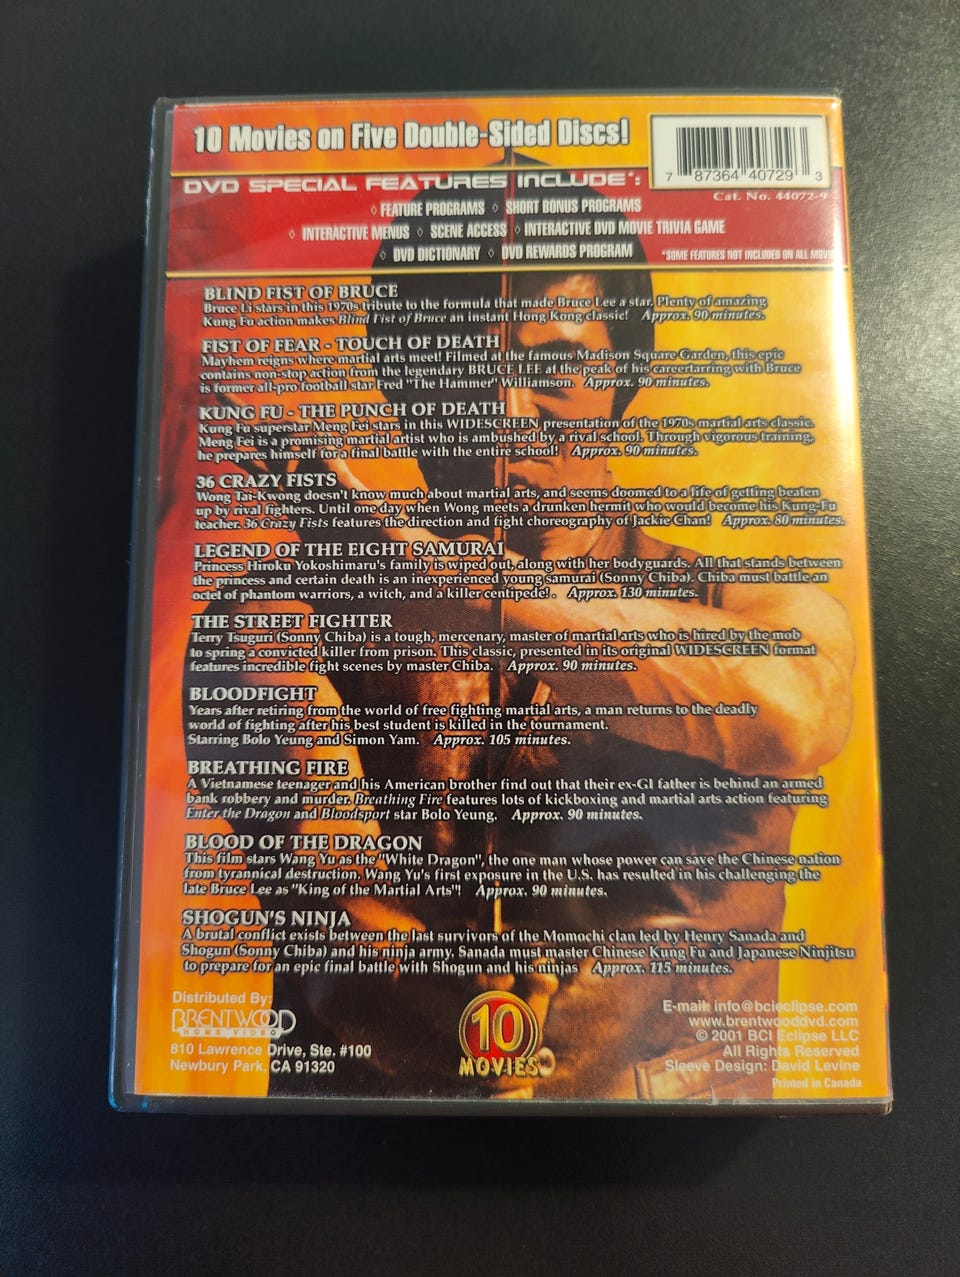 10 Movies on Five Double-Sided Discs!
7 87364 40729 3
Cat. No. 44072-9
DVD SPECIAL FEATURES INCLUDE*:
◊ FEATURE PROGRAMS ◊ SHORT BONUS PROGRAMS
◊ INTERACTIVE MENUS ◊ SCENE ACCESS ◊ INTERACTIVE DVD MOVIE TRIVIA GAME
◊ DVD DICTIONARY ◊ DVD REWARDS PROGRAM
*SOME FEATURES NOT INCLUDED ON ALL MOVIE
BLIND FIST OF BRUCE
Bruce Li stars in this 1970s tribute to the formula that made Bruce Lee a star. Plenty of amazing
Kung Fu action makes Blind Fist of Bruce an instant Hong Kong classic! Approx. 90 minutes.
FIST OF FEAR - TOUCH OF DEATH
Mayhem reigns where martial arts meet! Filmed at the famous Madison Square Garden, this epic
contains non-stop action from the legendary BRUCE LEE at the peak of his careertarring with Bruce
is former all-pro football star Fred "The Hammer" Williamson. Approx. 90 minutes.
KUNG FU - THE PUNCH OF DEATH
Kung Fu superstar Meng Fei stars in this WIDESCREEN presentation of the 1970s martial arts classic.
Meng Fei is a promising martial artist who is ambushed by a rival school. Through vigorous training,
he prepares himself for a final battle with the entire school! Approx. 90 minutes.
36 CRAZY FISTS
Wong Tai-Kwong doesn't know much about martial arts, and seems doomed to a life of getting beaten
up by rival fighters. Until one day when Wong meets a drunken hermit who would become his Kung-Fu
teacher. 36 Crazy Fists features the direction and fight choreography of Jackie Chan! Approx. 80 minutes.
LEGEND OF THE EIGHT SAMURAI
Princess Hiroku Yokoshimaru's family is wiped out, along with her bodyguards. All that stands between
the princess and certain death is an inexperienced young samurai (Sonny Chiba). Chiba must battle an
octet of phantom warriors, a witch, and a killer centipede! . Approx. 130 minutes.
THE STREET FIGHTER
Terry Tsuguri (Sonny Chiba) is a tough, mercenary, master of martial arts who is hired by the mob
to spring a convicted killer from prison. This classic, presented in its original WIDESCREEN format
features incredible fight scenes by master Chiba. Approx. 90 minutes.
BLOODFIGHT
Years after retiring from the world of free fighting martial arts, a man returns to the deadly
world of fighting after his best student is killed in the tournament.
Starring Bolo Yeung and Simon Yam. Approx. 105 minutes.
BREATHING FIRE
A Vietnamese teenager and his American brother find out that their ex-GI father is behind an armed
bank robbery and murder. Breathing Fire features lots of kickboxing and martial arts action featuring
Enter the Dragon and Bloodsport star Bolo Yeung. Approx. 90 minutes.
BLOOD OF THE DRAGON
This film stars Wang Yu as the "White Dragon", the one man whose power can save the Chinese nation
from tyrannical destruction. Wang Yu's first exposure in the U.S. has resulted in his challenging the
late Bruce Lee as "King of the Martial Arts"! Approx. 90 minutes.
SHOGUN'S NINJA
A brutal conflict exists between the last survivors of the Momochi clan led by Henry Sanada and
Shogun (Sonny Chiba) and his ninja army. Sanada must master Chinese Kung Fu and Japanese Ninjitsu
to prepare for an epic final battle with Shogun and his ninjas Approx. 115 minutes.
Distributed By:
BRENTWOOD
HOME VIDEO
810 Lawrence Drive, Ste. #100
Newbury Park, CA 91320
10
MOVIES
E-mail: info@bcieclipse.com
www.brentwooddvd.com
© 2001 BCI Eclipse LLC
All Rights Reserved
Sleeve Design: David Levine
Printed in Canada